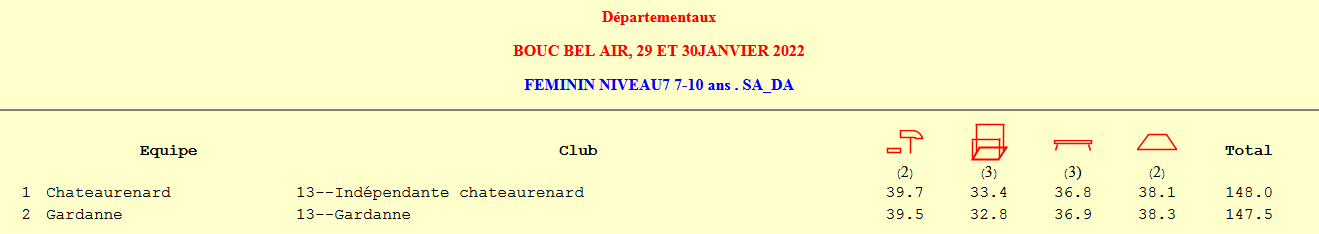 Départementaux
BOUC BEL AIR, 29 ET 30JANVIER 2022
FEMININ NIVEAU7 7-10 ans . SA_DA
Equipe Club Total
(2) (3) (3) (2)
1 Chateaurenard 13--Indépendante chateaurenard 39.7 33.4 36.8 38.1 148.0
2 Gardanne 13--Gardanne 39.5 32.8 36.9 38.3 147.5